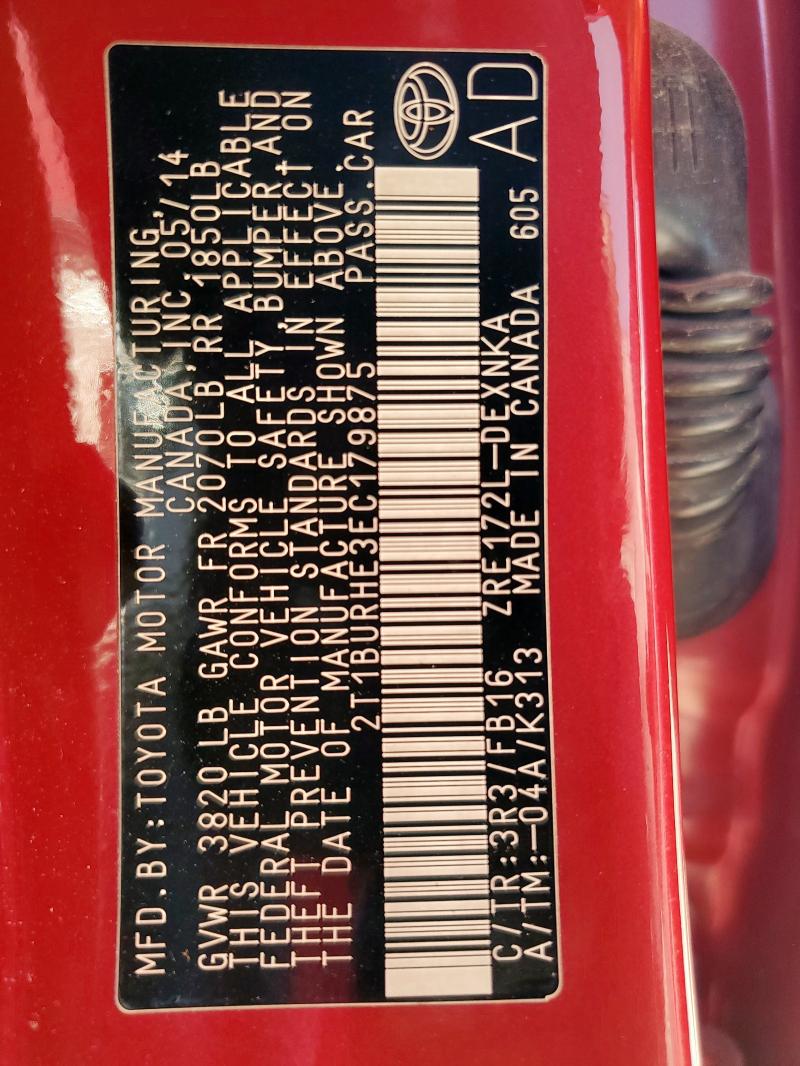 MFD.BY:TOYOTA MOTOR MANUFACTURING,
CANADA,INC.05/14
GVWR 3820 LB GAWR FR 2070LB RR 1850LB
THIS VEHICLE CONFORMS TO ALL APPLICABLE
FEDERAL MOTOR VEHICLE SAFETY,BUMPER,AND
THEFT PREVENTION STANDARDS IN EFFECT ON
THE DATE OF MANUFACTURE SHOWN ABOVE.
2T1BURHE3EC179875 PASS.CAR
C/TR:3R3/FB16 ZRE172L-DEXNKA
A/TM:-04A/K313 MADE IN CANADA 605
AD